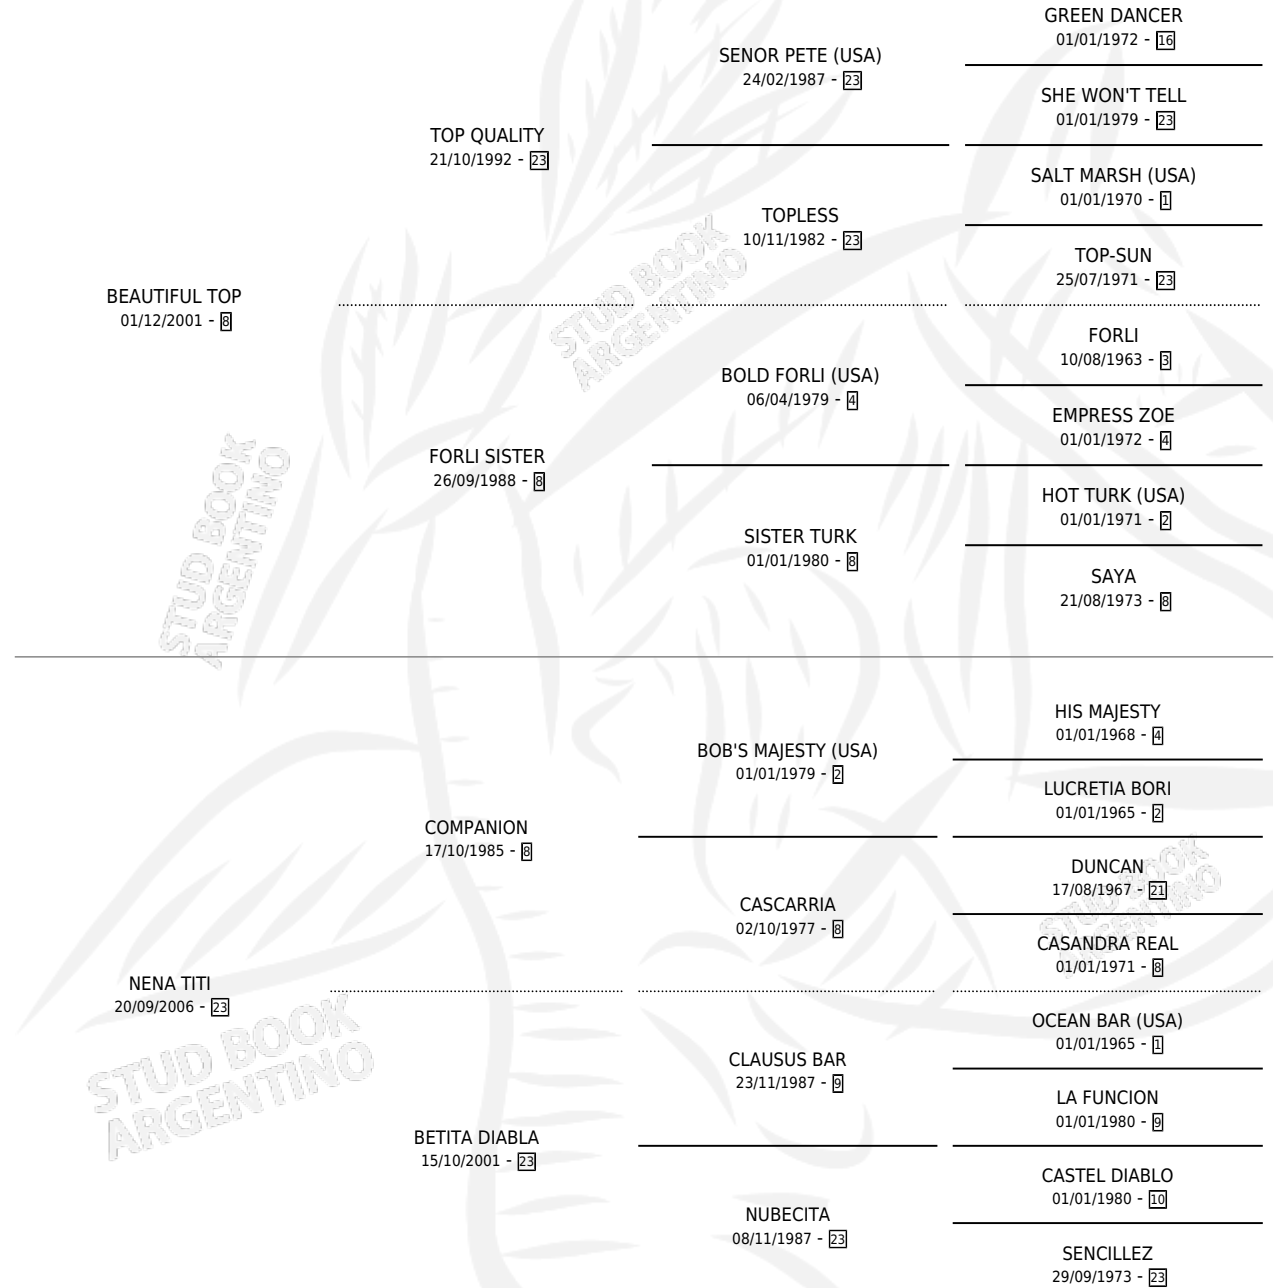 GREEN DANCER
01/01/1972 - 16
SENOR PETE (USA)
24/02/1987 - 23
SHE WON'T TELL
01/01/1979 - 23
TOP QUALITY
21/10/1992 - 23
SALT MARSH (USA)
01/01/1970 - 1
TOPLESS
10/11/1982 - 23
TOP-SUN
25/07/1971 - 23
BEAUTIFUL TOP
01/12/2001 - 8
STUD BOOK
ARGENTINO
FORLI
10/08/1963 - 3
BOLD FORLI (USA)
06/04/1979 - 4
EMPRESS ZOE
01/01/1972 - 4
FORLI SISTER
26/09/1988 - 8
HOT TURK (USA)
01/01/1971 - 2
SISTER TURK
01/01/1980 - 8
SAYA
21/08/1973 - 8
STUD BOOK
ARGENTINO
HIS MAJESTY
01/01/1968 - 4
BOB'S MAJESTY (USA)
01/01/1979 - 2
LUCRETIA BORI
01/01/1965 - 2
COMPANION
17/10/1985 - 8
DUNCAN
17/08/1967 - 21
CASCARRIA
02/10/1977 - 8
CASANDRA REAL
01/01/1971 - 8
STUD BOOK
ARGENTINO
NENA TITI
20/09/2006 - 23
OCEAN BAR (USA)
01/01/1965 - 1
CLAUSUS BAR
23/11/1987 - 9
LA FUNCION
01/01/1980 - 9
STUD BOOK
ARGENTINO
BETITA DIABLA
15/10/2001 - 23
CASTEL DIABLO
01/01/1980 - 10
NUBECITA
08/11/1987 - 23
SENCILLEZ
29/09/1973 - 23